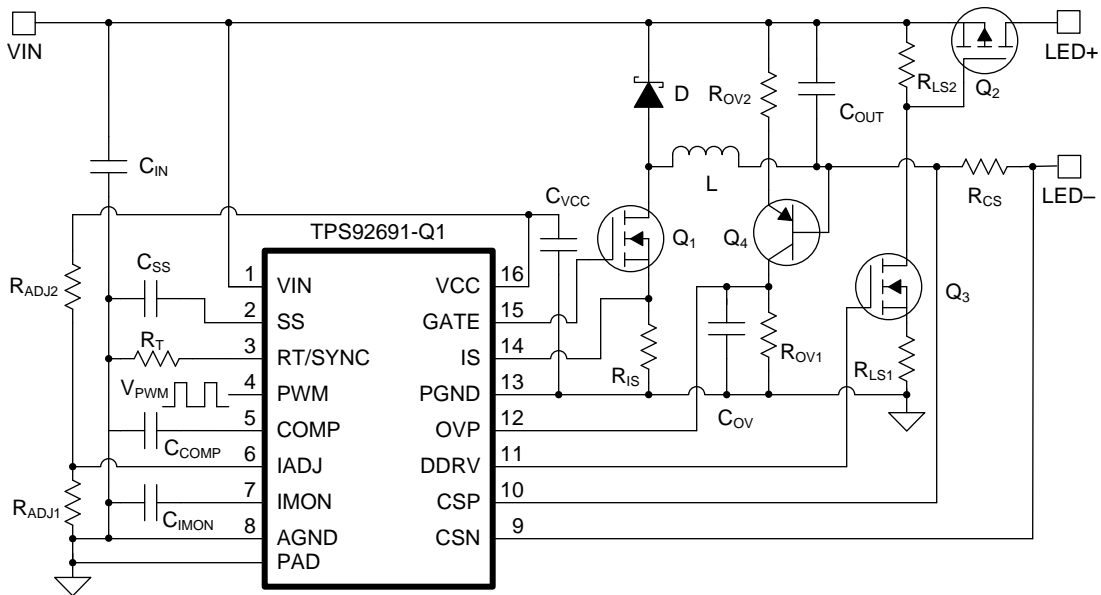 VIN
LED+
Q2
RLS2
D
ROV2
COUT
CIN
L
RCS
LED–
CVCC
TPS92691-Q1
Q1
Q4
RADJ2
CSS
1 VIN
VCC 16
Q3
2 SS
GATE 15
RT
3 RT/SYNC
IS 14
RIS
ROV1
RLS1
VPWM
4 PWM
PGND 13
COV
5 COMP
OVP 12
CCOMP
6 IADJ
DDRV 11
RADJ1
7 IMON
CSP 10
CIMON
8 AGND
CSN 9
PAD